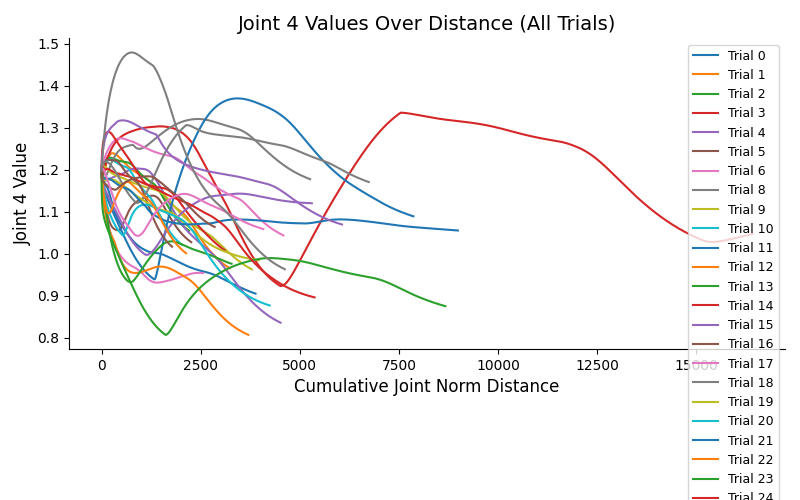 Joint 4 Values Over Distance (All Trials)
Joint 4 Value
1.5
1.4
1.3
1.2
1.1
1.0
0.9
0.8
0
2500
5000
7500
10000
12500
15000
Cumulative Joint Norm Distance
Trial 0
Trial 1
Trial 2
Trial 3
Trial 4
Trial 5
Trial 6
Trial 8
Trial 9
Trial 10
Trial 11
Trial 12
Trial 13
Trial 14
Trial 15
Trial 16
Trial 17
Trial 18
Trial 19
Trial 20
Trial 21
Trial 22
Trial 23
Trial 24